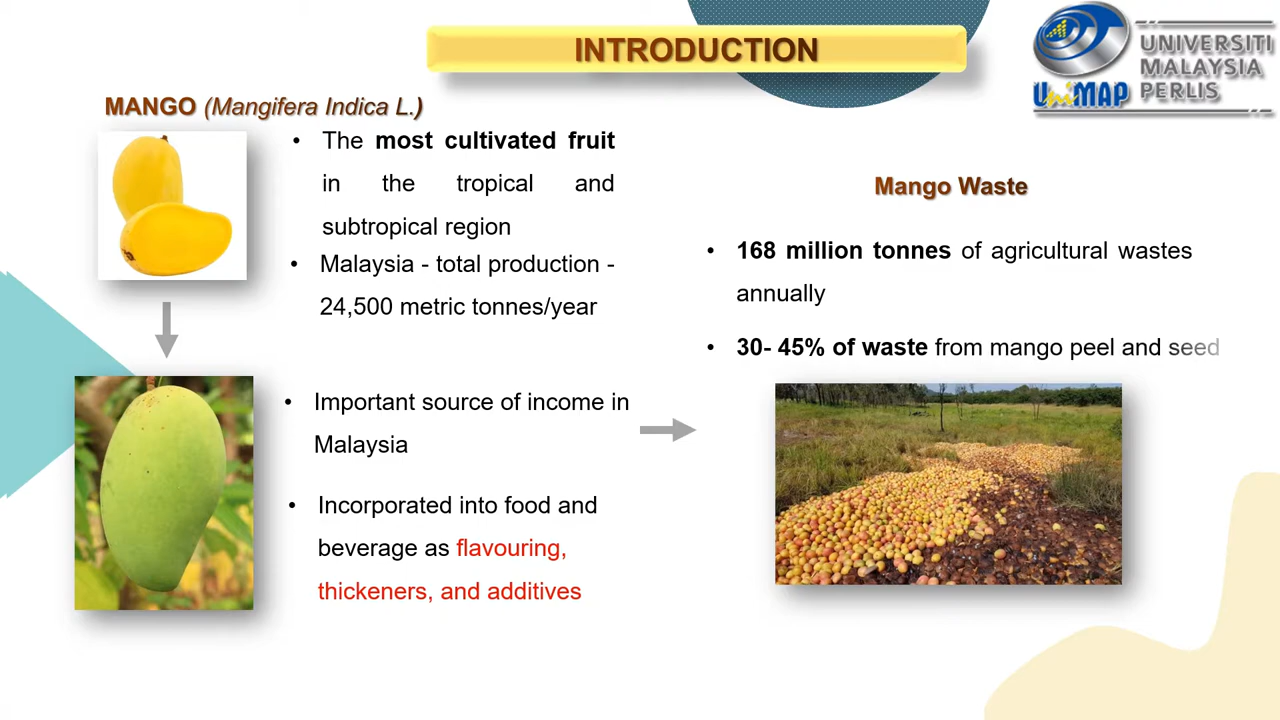 INTRODUCTION
UNIVERSITI
MALAYSIA
PERLIS
UniMAP
MANGO (Mangifera Indica L.)
• The most cultivated fruit
in the tropical and
subtropical region
• Malaysia - total production -
24,500 metric tonnes/year
• Important source of income in
Malaysia
• Incorporated into food and
beverage as flavouring,
thickeners, and additives
Mango Waste
• 168 million tonnes of agricultural wastes
annually
• 30- 45% of waste from mango peel and seed